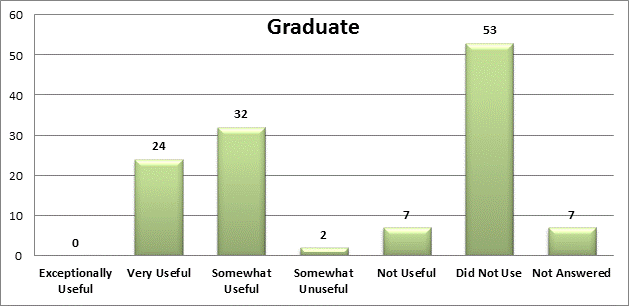 Graduate
60
50
40
30
20
10
0
0
24
32
2
7
53
7
Exceptionally
Useful
Very Useful
Somewhat
Useful
Somewhat
Unuseful
Not Useful
Did Not Use
Not Answered